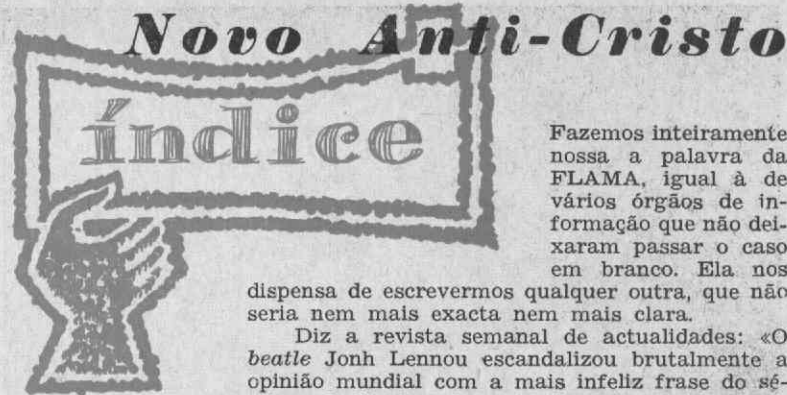 Novo Anti-Cristo
índice
Fazemos inteiramente
nossa a palavra da
FLAMA, igual à de
vários órgãos de in-
formação que não dei-
xaram passar o caso
em branco. Ela nos
dispensa de escrevermos qualquer outra, que não
seria nem mais exacta nem mais clara.
Diz a revista semanal de actualidades: «O
beatle Jonh Lennou escandalizou brutalmente a
opinião mundial com a mais infeliz frase do sé-